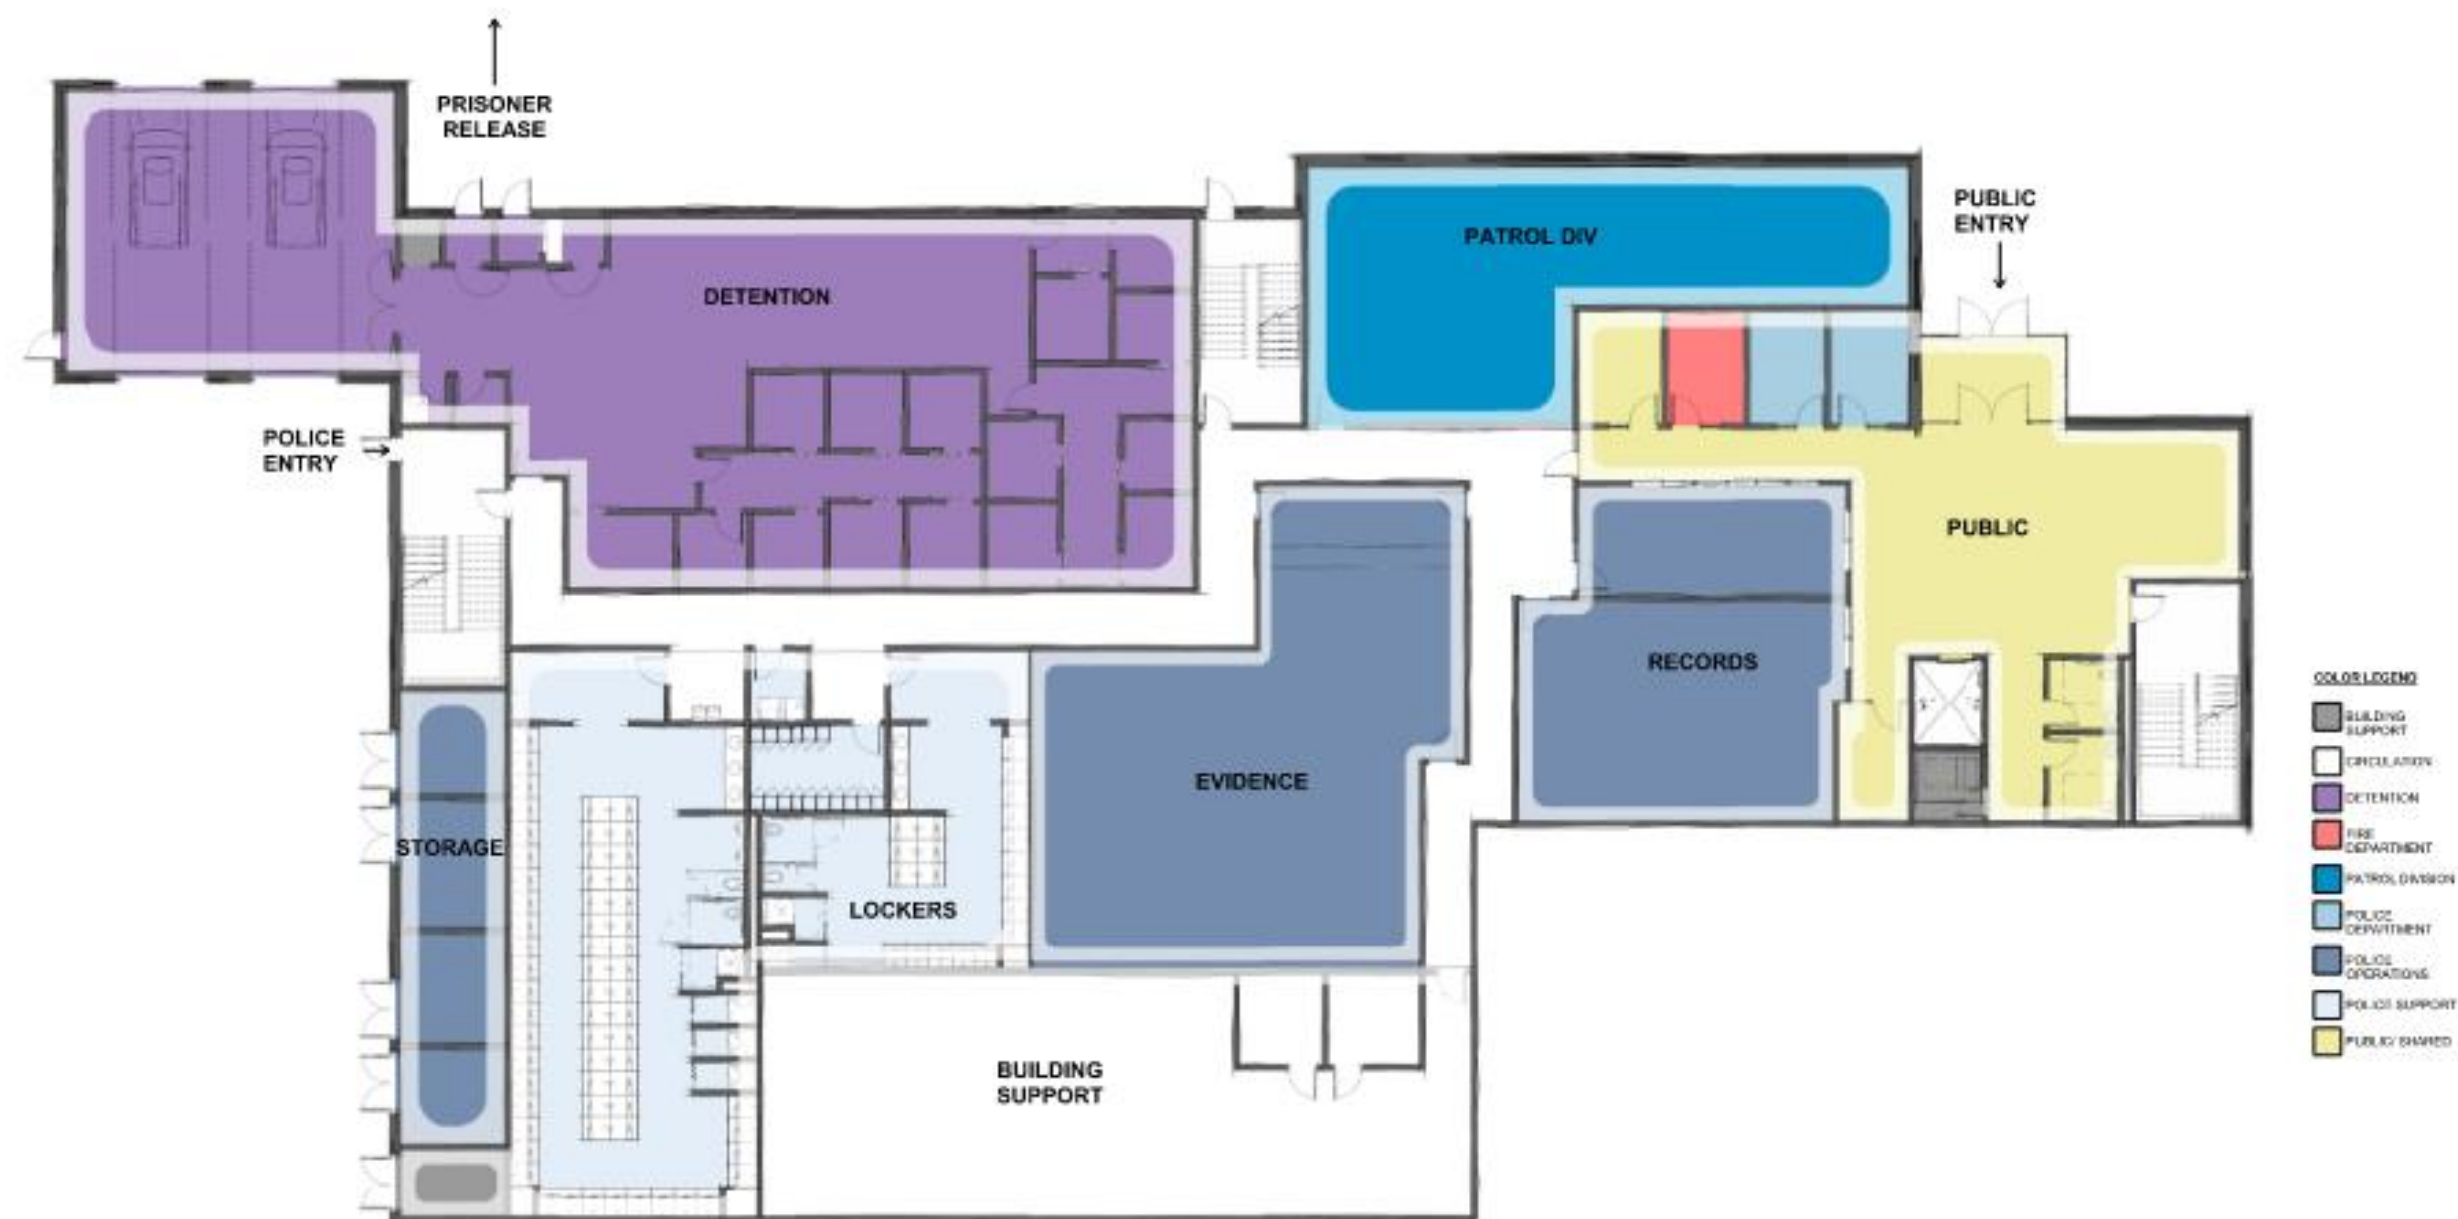 PRISONER
RELEASE
PUBLIC
ENTRY
PATROL DIV
DETENTION
POLICE
ENTRY
PUBLIC
RECORDS
EVIDENCE
STORAGE
LOCKERS
BUILDING
SUPPORT
COLOR LEGEND
BUILDING
SUPPORT
CIRCULATION
DETENTION
FIRE
DEPARTMENT
PATROL DIVISION
POLICE
DEPARTMENT
POLICE
OPERATIONS
POLICE SUPPORT
PUBLIC/ SHARED